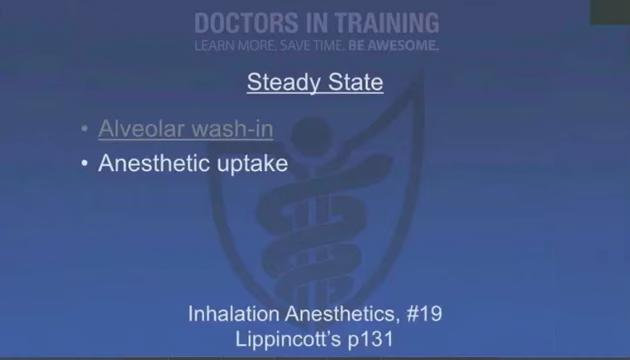 DOCTORS IN TRAINING
LEARN MORE. SAVE TIME. BE AWESOME.
Steady State
• Alveolar wash-in
• Anesthetic uptake
Inhalation Anesthetics, #19
Lippincott's p131